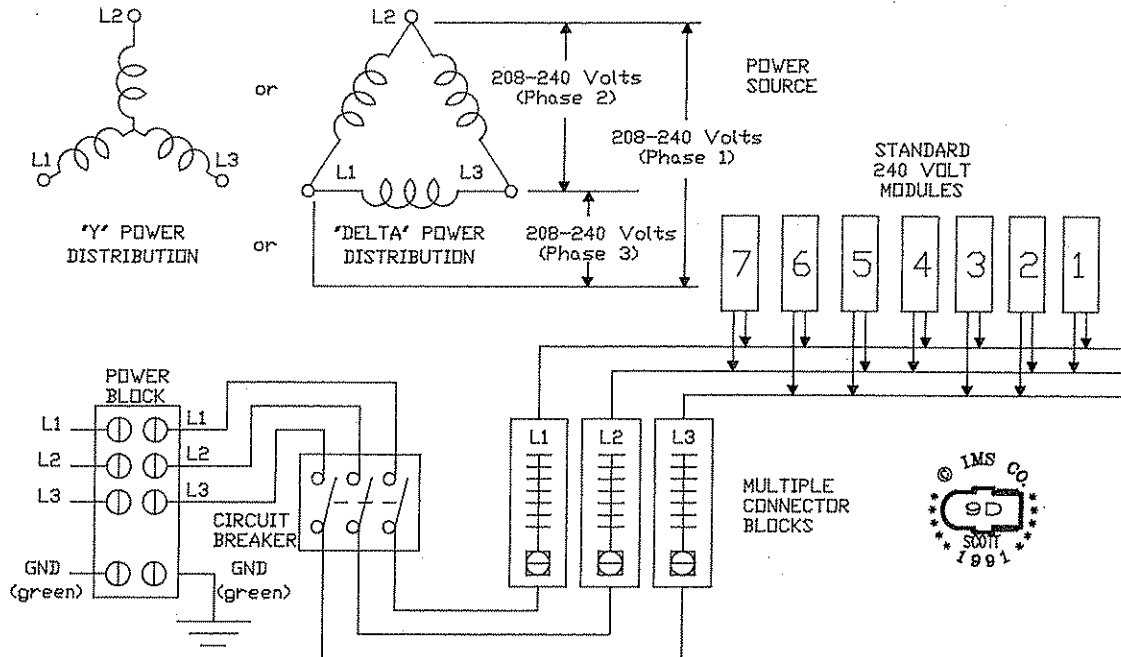 L2
L1
L3
"Y" POWER
DISTRIBUTION
or
or
L2
L1
L3
"DELTA" POWER
DISTRIBUTION
208-240 Volts
(Phase 2)
208-240 Volts
(Phase 1)
208-240 Volts
(Phase 3)
POWER
SOURCE
STANDARD
240 VOLT
MODULES
7
6
5
4
3
2
1
POWER
BLOCK
L1
L1
L2
L2
L3
L3
GND
(green)
GND
(green)
CIRCUIT
BREAKER
L1
L2
L3
MULTIPLE
CONNECTOR
BLOCKS
© IMS CO.
9D
SCOTT
*****1991*****